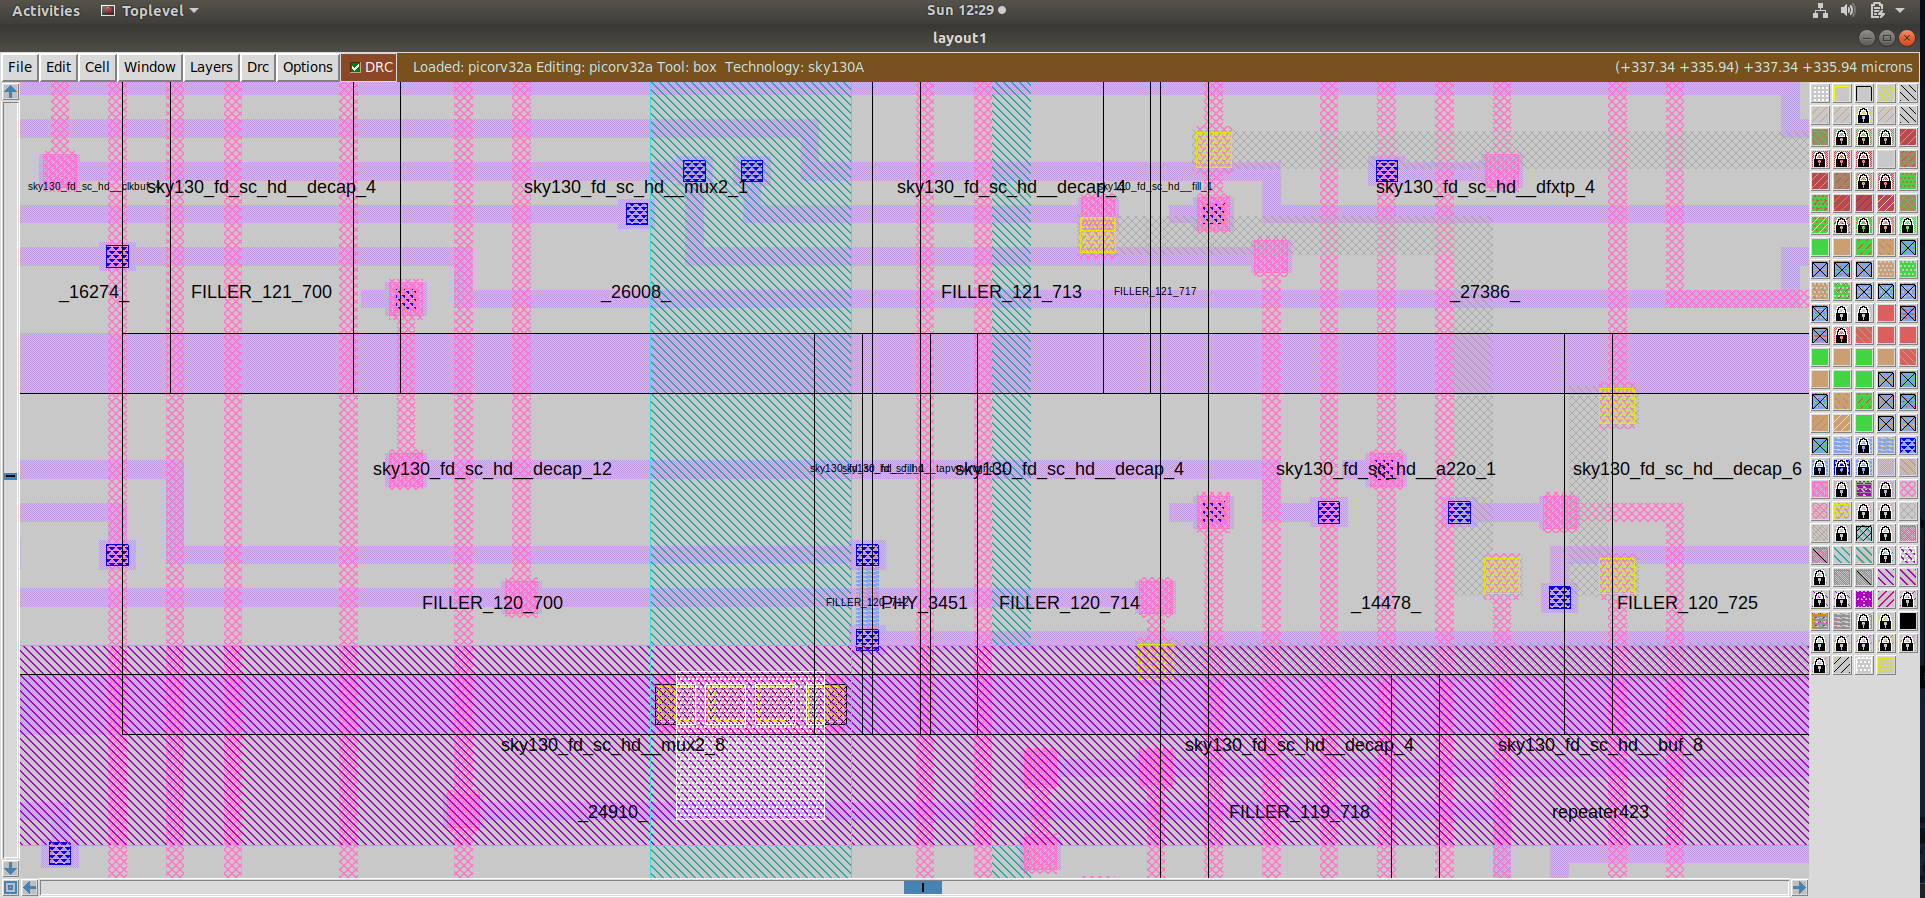 Activities Toplevel Sun 12:29
layout1
File Edit Cell Window Layers Drc Options DRC Loaded: picorv32a Editing: picorv32a Tool: box Technology: sky130A (+337.34 +335.94) +337.34 +335.94 microns
sky130_fd_sc_hd__decap_4 sky130_fd_sc_hd__mux2_1 sky130_fd_sc_hd__decap_4 sky130_fd_sc_hd__fill_1 sky130_fd_sc_hd__dfxtp_4
_16274_ FILLER_121_700 _26008_ FILLER_121_713 FILLER_121_717 _27386_
sky130_fd_sc_hd__decap_12 sky130_fd_sc_hd__decap_4 sky130_fd_sc_hd__a22o_1 sky130_fd_sc_hd__decap_6
FILLER_120_700 PHY_3451 FILLER_120_714 _14478_ FILLER_120_725
sky130_fd_sc_hd__mux2_8 sky130_fd_sc_hd__decap_4 sky130_fd_sc_hd__buf_8
_24910_ FILLER_119_718 repeater423